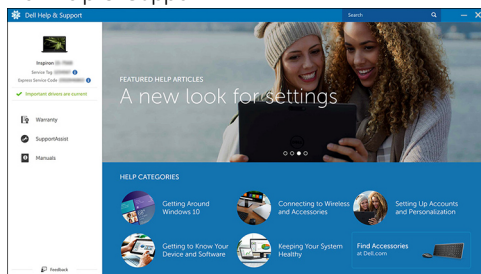 Dell Help & Support
Search
Inspiron
Service Tag
Express Service Code
Important drivers are current
Warranty
SupportAssist
Manuals
Feedback
FEATURED HELP ARTICLES
A new look for settings
HELP CATEGORIES
Getting Around
Windows 10
Connecting to Wireless
and Accessories
Setting Up Accounts
and Personalization
Getting to Know Your
Device and Software
Keeping Your System
Healthy
Find Accessories
at Dell.com